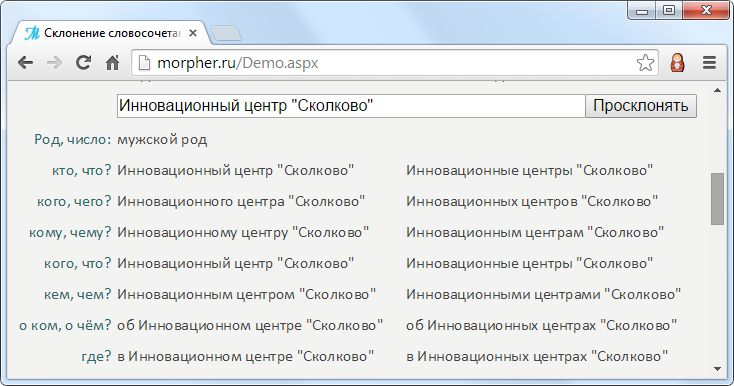 Склонение словосочета
morpher.ru/Demo.aspx
Инновационный центр "Сколково" Просклонять
Род, число: мужской род
кто, что? Инновационный центр "Сколково" Инновационные центры "Сколково"
кого, чего? Инновационного центра "Сколково" Инновационных центров "Сколково"
кому, чему? Инновационному центру "Сколково" Инновационным центрам "Сколково"
кого, что? Инновационный центр "Сколково" Инновационные центры "Сколково"
кем, чем? Инновационным центром "Сколково" Инновационными центрами "Сколково"
о ком, о чём? об Инновационном центре "Сколково" об Инновационных центрах "Сколково"
где? в Инновационном центре "Сколково" в Инновационных центрах "Сколково"